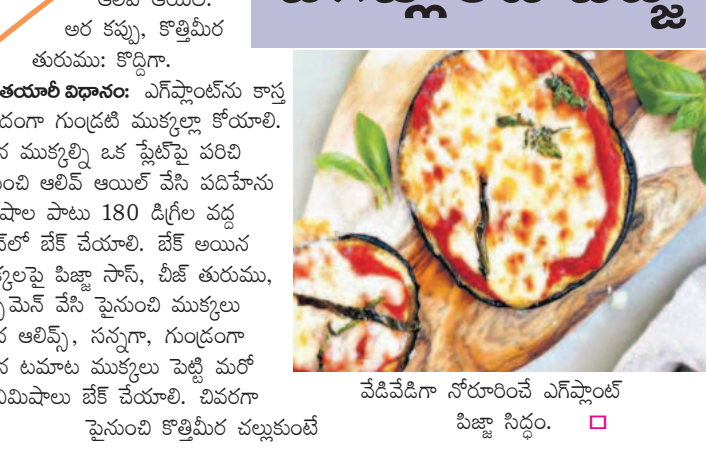 ఆలివ్ ఆయిల్:
అర కప్పు, కొత్తిమీర
తురుము: కొద్దిగా.
తయారీ విధానం: ఎగ్‌ప్లాంట్‌ను కాస్త
గుండ్రటి ముక్కల్లా కోయాలి.
ముక్కల్ని ఒక ప్లేట్‌పై పరిచి
ఆలివ్ ఆయిల్ వేసి పదిహేను
పాటు 180 డిగ్రీల వద్ద
బేక్ చేయాలి. బేక్ అయిన
పిజ్జా సాస్, చీజ్ తురుము,
వేసి పైనుంచి ముక్కలు
ఆలివ్స్, సన్నగా, గుండ్రంగా
టమాట ముక్కలు పెట్టి మరో
బేక్ చేయాలి. చివరగా
పైనుంచి కొత్తిమీర చల్లుకుంటే
వేడివేడిగా నోరూరించే ఎగ్‌ప్లాంట్
పిజ్జా సిద్ధం.